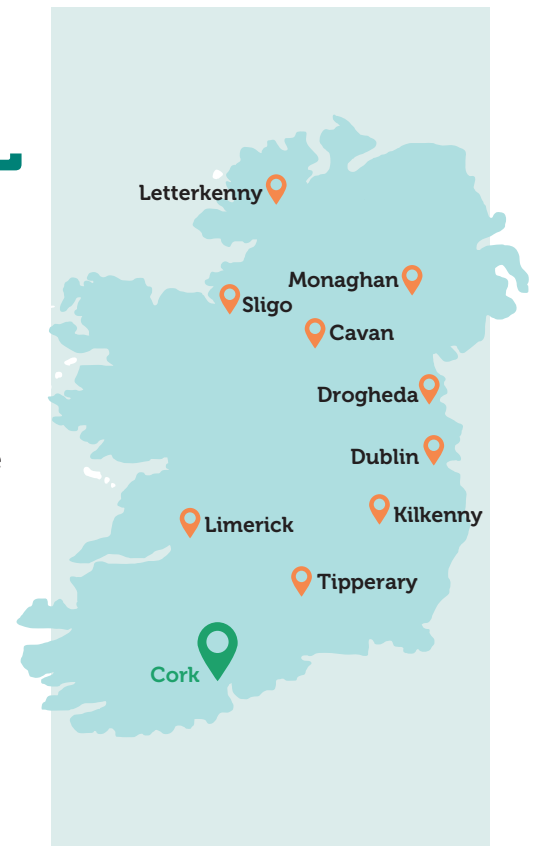 Letterkenny
Monaghan
Sligo
Cavan
Drogheda
Dublin
Kilkenny
Limerick
Tipperary
Cork